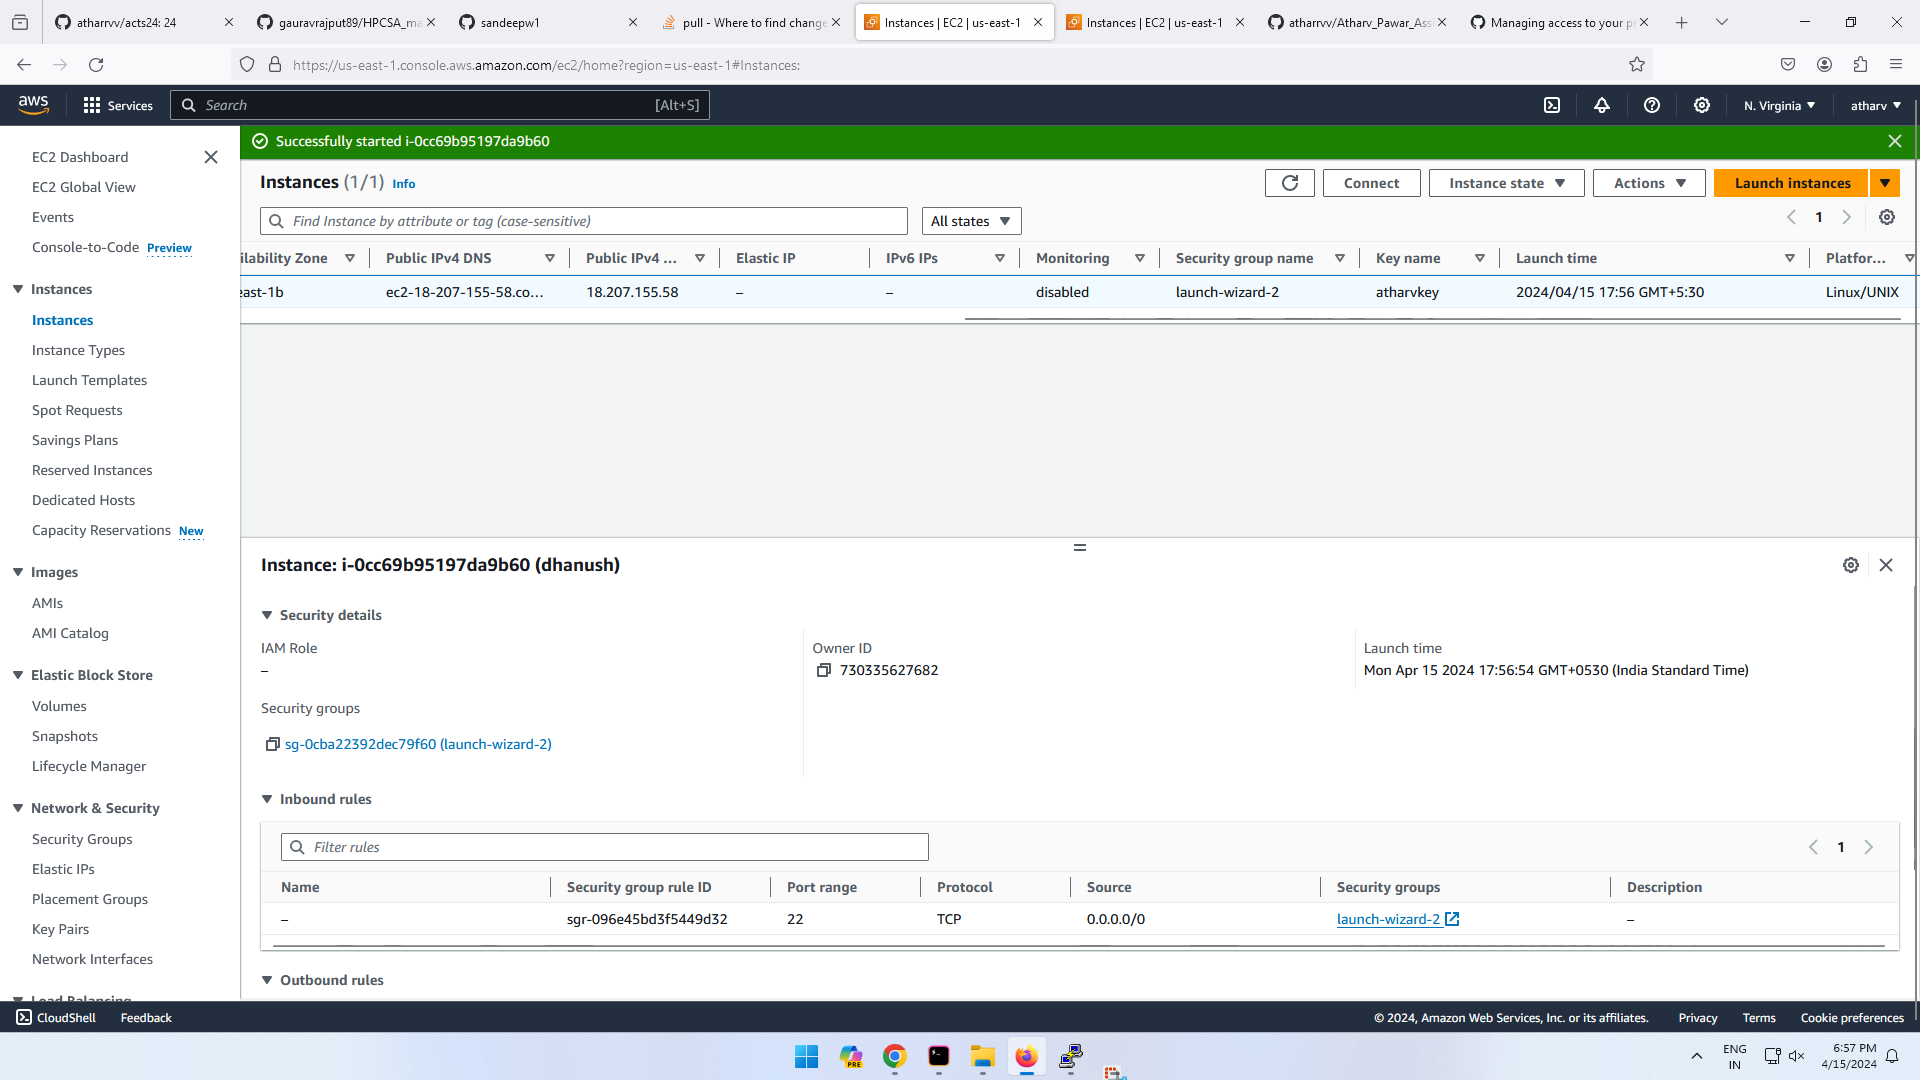 atharrvv/acts24: 24
gauravrajput89/HPCSA_ma
sandeepw1
pull - Where to find change
Instances | EC2 | us-east-1
Instances | EC2 | us-east-1
atharrvv/Atharv_Pawar_Ass
Managing access to your p
https://us-east-1.console.aws.amazon.com/ec2/home?region=us-east-1#Instances:
aws
Services
Search [Alt+S]
N. Virginia
atharv
EC2 Dashboard
EC2 Global View
Events
Console-to-Code Preview
Instances
Instances
Instance Types
Launch Templates
Spot Requests
Savings Plans
Reserved Instances
Dedicated Hosts
Capacity Reservations New
Images
AMIs
AMI Catalog
Elastic Block Store
Volumes
Snapshots
Lifecycle Manager
Network & Security
Security Groups
Elastic IPs
Placement Groups
Key Pairs
Network Interfaces
Load Balancing
Successfully started i-0cc69b95197da9b60
Instances (1/1) Info
Connect
Instance state
Actions
Launch instances
Find Instance by attribute or tag (case-sensitive)
All states
1
ilability Zone Public IPv4 DNS Public IPv4 ... Elastic IP IPv6 IPs Monitoring Security group name Key name Launch time Platfor...
east-1b ec2-18-207-155-58.co... 18.207.155.58 – – disabled launch-wizard-2 atharvkey 2024/04/15 17:56 GMT+5:30 Linux/UNIX
Instance: i-0cc69b95197da9b60 (dhanush)
Security details
IAM Role Owner ID Launch time
– 730335627682 Mon Apr 15 2024 17:56:54 GMT+0530 (India Standard Time)
Security groups
sg-0cba22392dec79f60 (launch-wizard-2)
Inbound rules
Filter rules
1
Name Security group rule ID Port range Protocol Source Security groups Description
– sgr-096e45bd3f5449d32 22 TCP 0.0.0.0/0 launch-wizard-2 –
Outbound rules
CloudShell Feedback © 2024, Amazon Web Services, Inc. or its affiliates. Privacy Terms Cookie preferences
PRE
ENG
IN
6:57 PM
4/15/2024